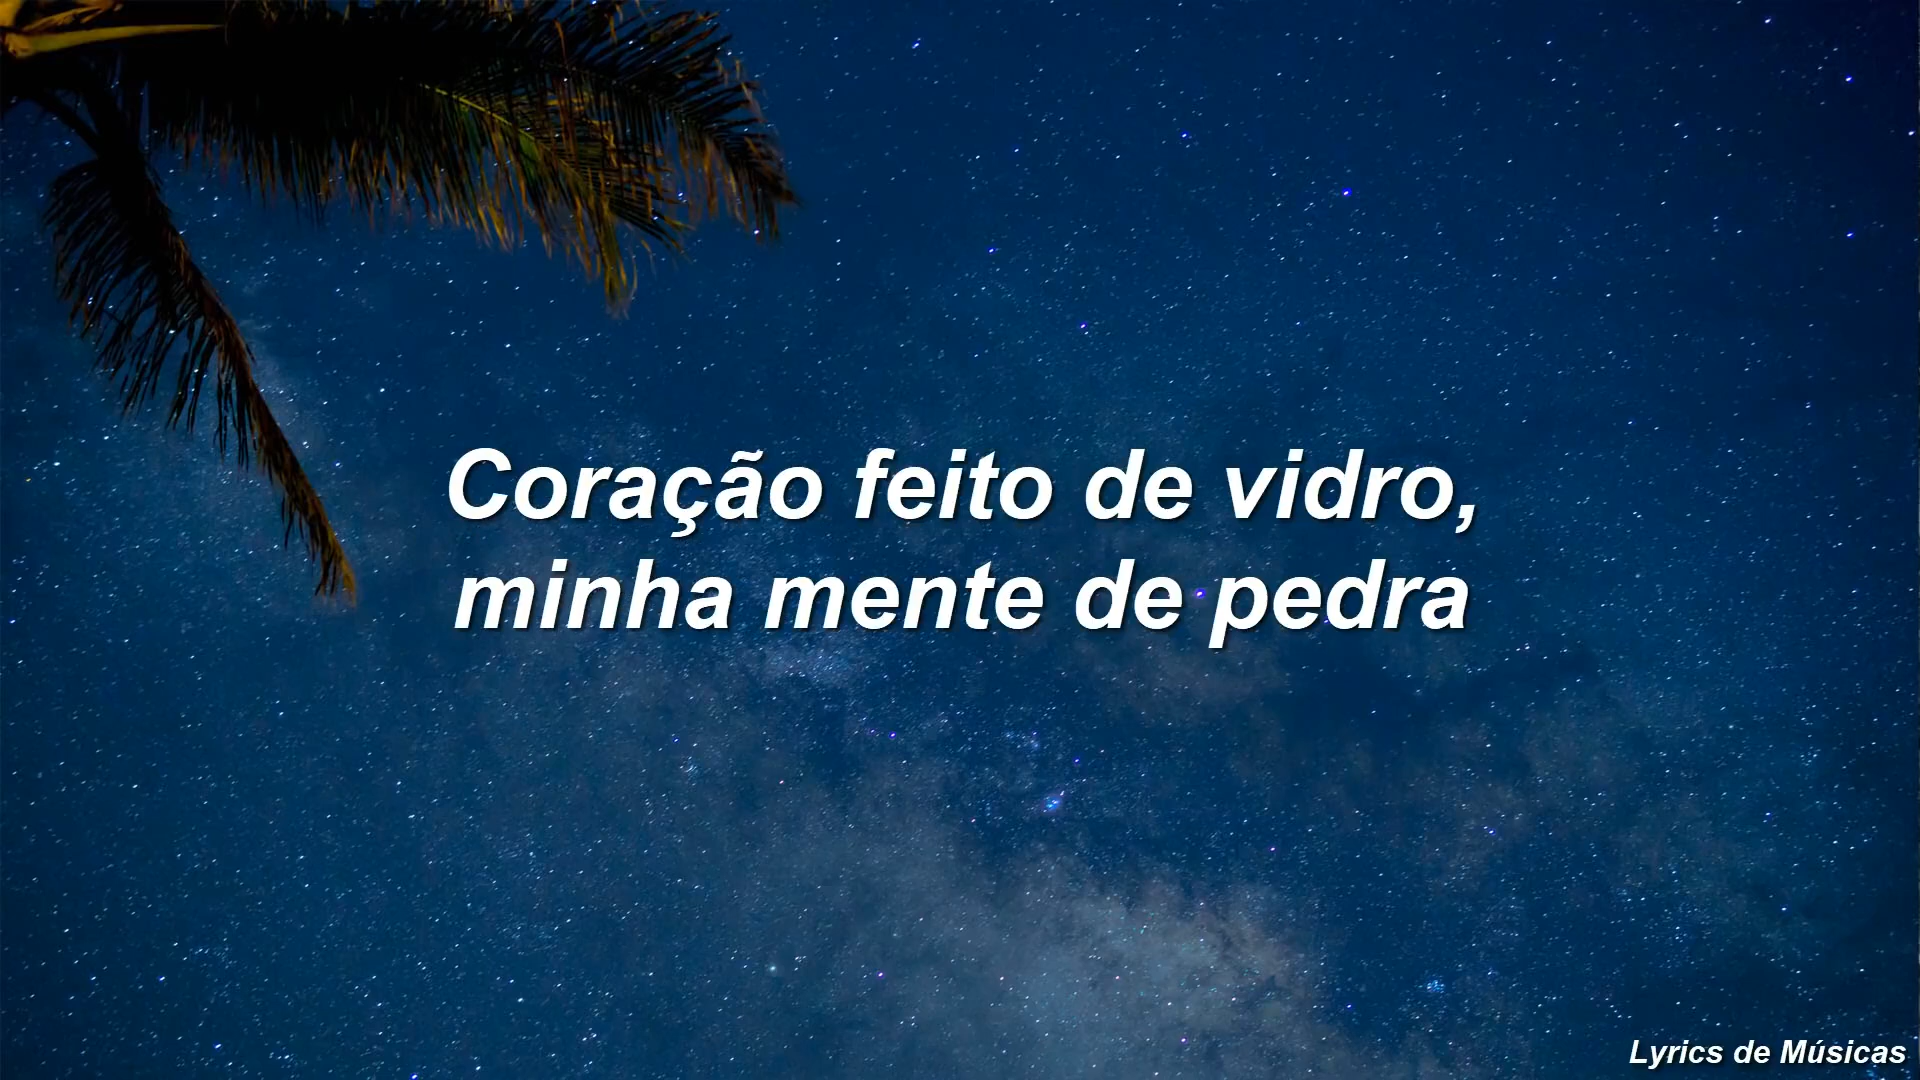 Coração feito de vidro,
minha mente de pedra
Lyrics de Músicas